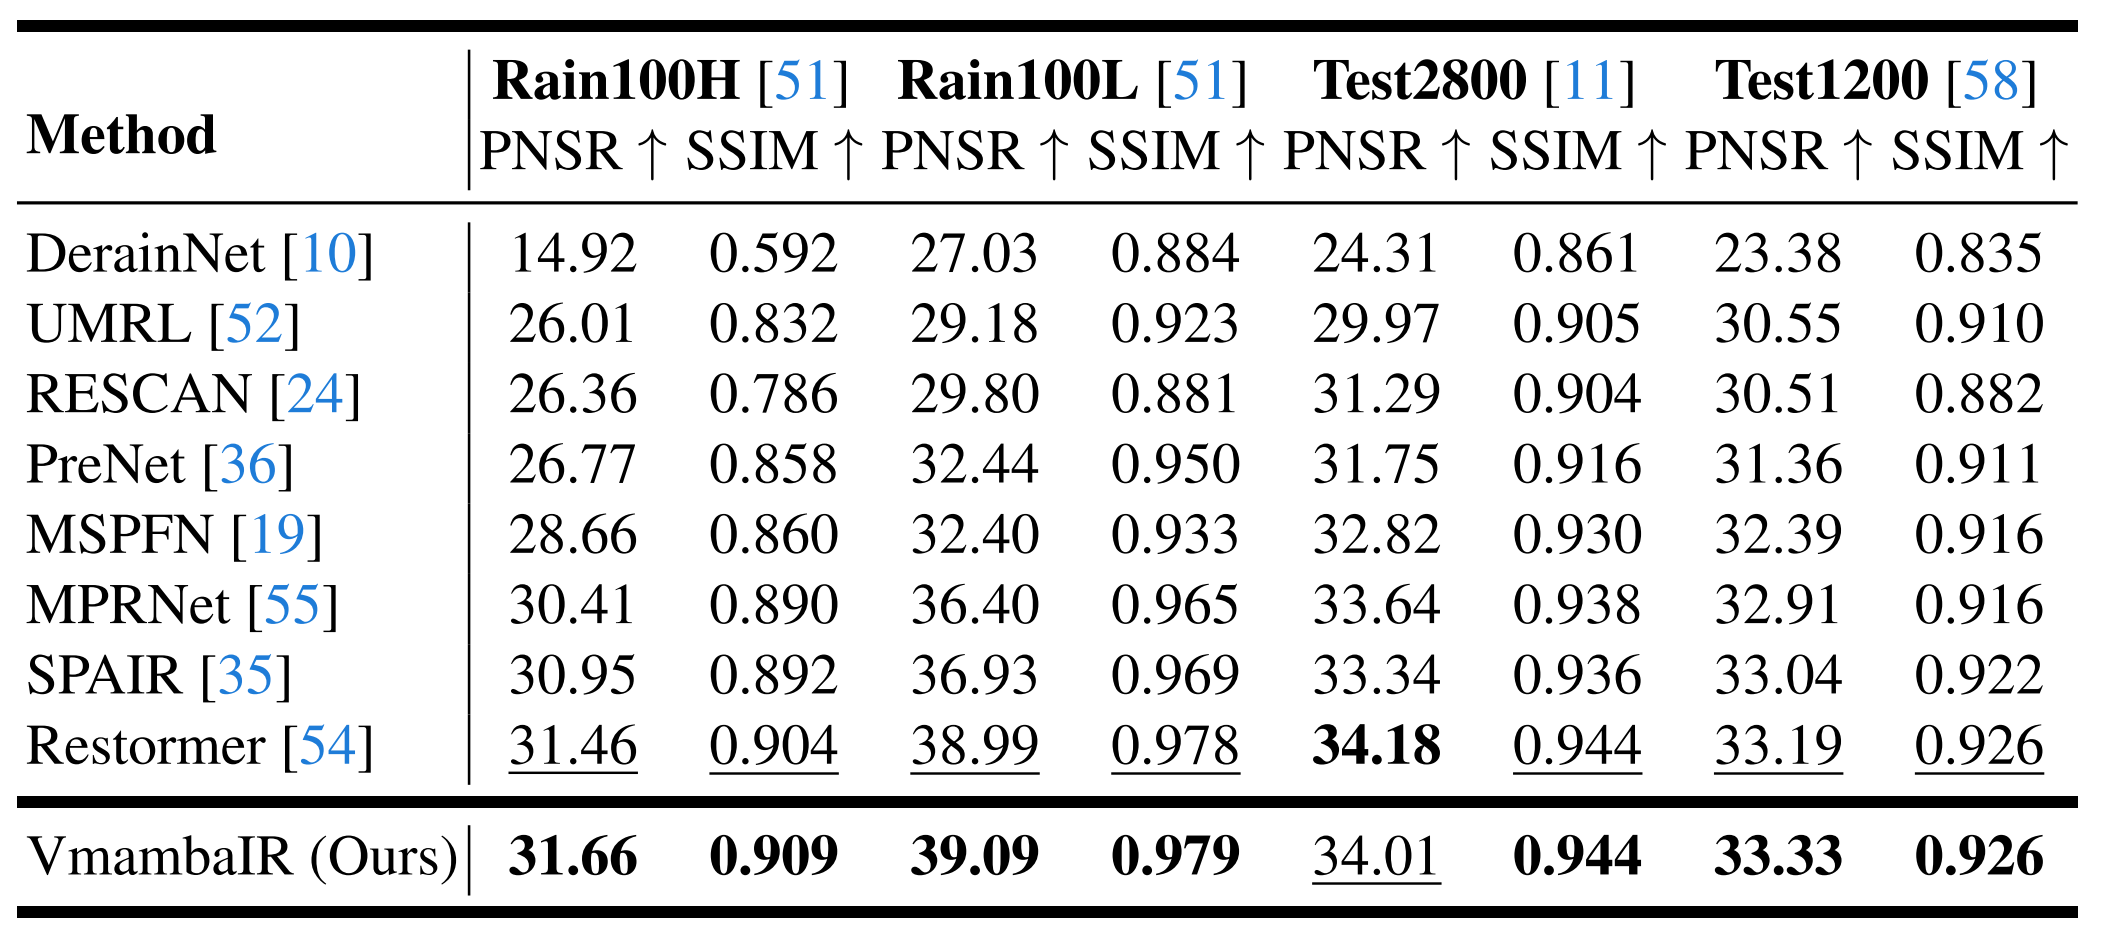 Method Rain100H [51] Rain100L [51] Test2800 [11] Test1200 [58]
PNSR ↑ SSIM ↑ PNSR ↑ SSIM ↑ PNSR ↑ SSIM ↑ PNSR ↑ SSIM ↑
DerainNet [10] 14.92 0.592 27.03 0.884 24.31 0.861 23.38 0.835
UMRL [52] 26.01 0.832 29.18 0.923 29.97 0.905 30.55 0.910
RESCAN [24] 26.36 0.786 29.80 0.881 31.29 0.904 30.51 0.882
PreNet [36] 26.77 0.858 32.44 0.950 31.75 0.916 31.36 0.911
MSPFN [19] 28.66 0.860 32.40 0.933 32.82 0.930 32.39 0.916
MPRNet [55] 30.41 0.890 36.40 0.965 33.64 0.938 32.91 0.916
SPAIR [35] 30.95 0.892 36.93 0.969 33.34 0.936 33.04 0.922
Restormer [54] 31.46 0.904 38.99 0.978 34.18 0.944 33.19 0.926
VmambaIR (Ours) 31.66 0.909 39.09 0.979 34.01 0.944 33.33 0.926